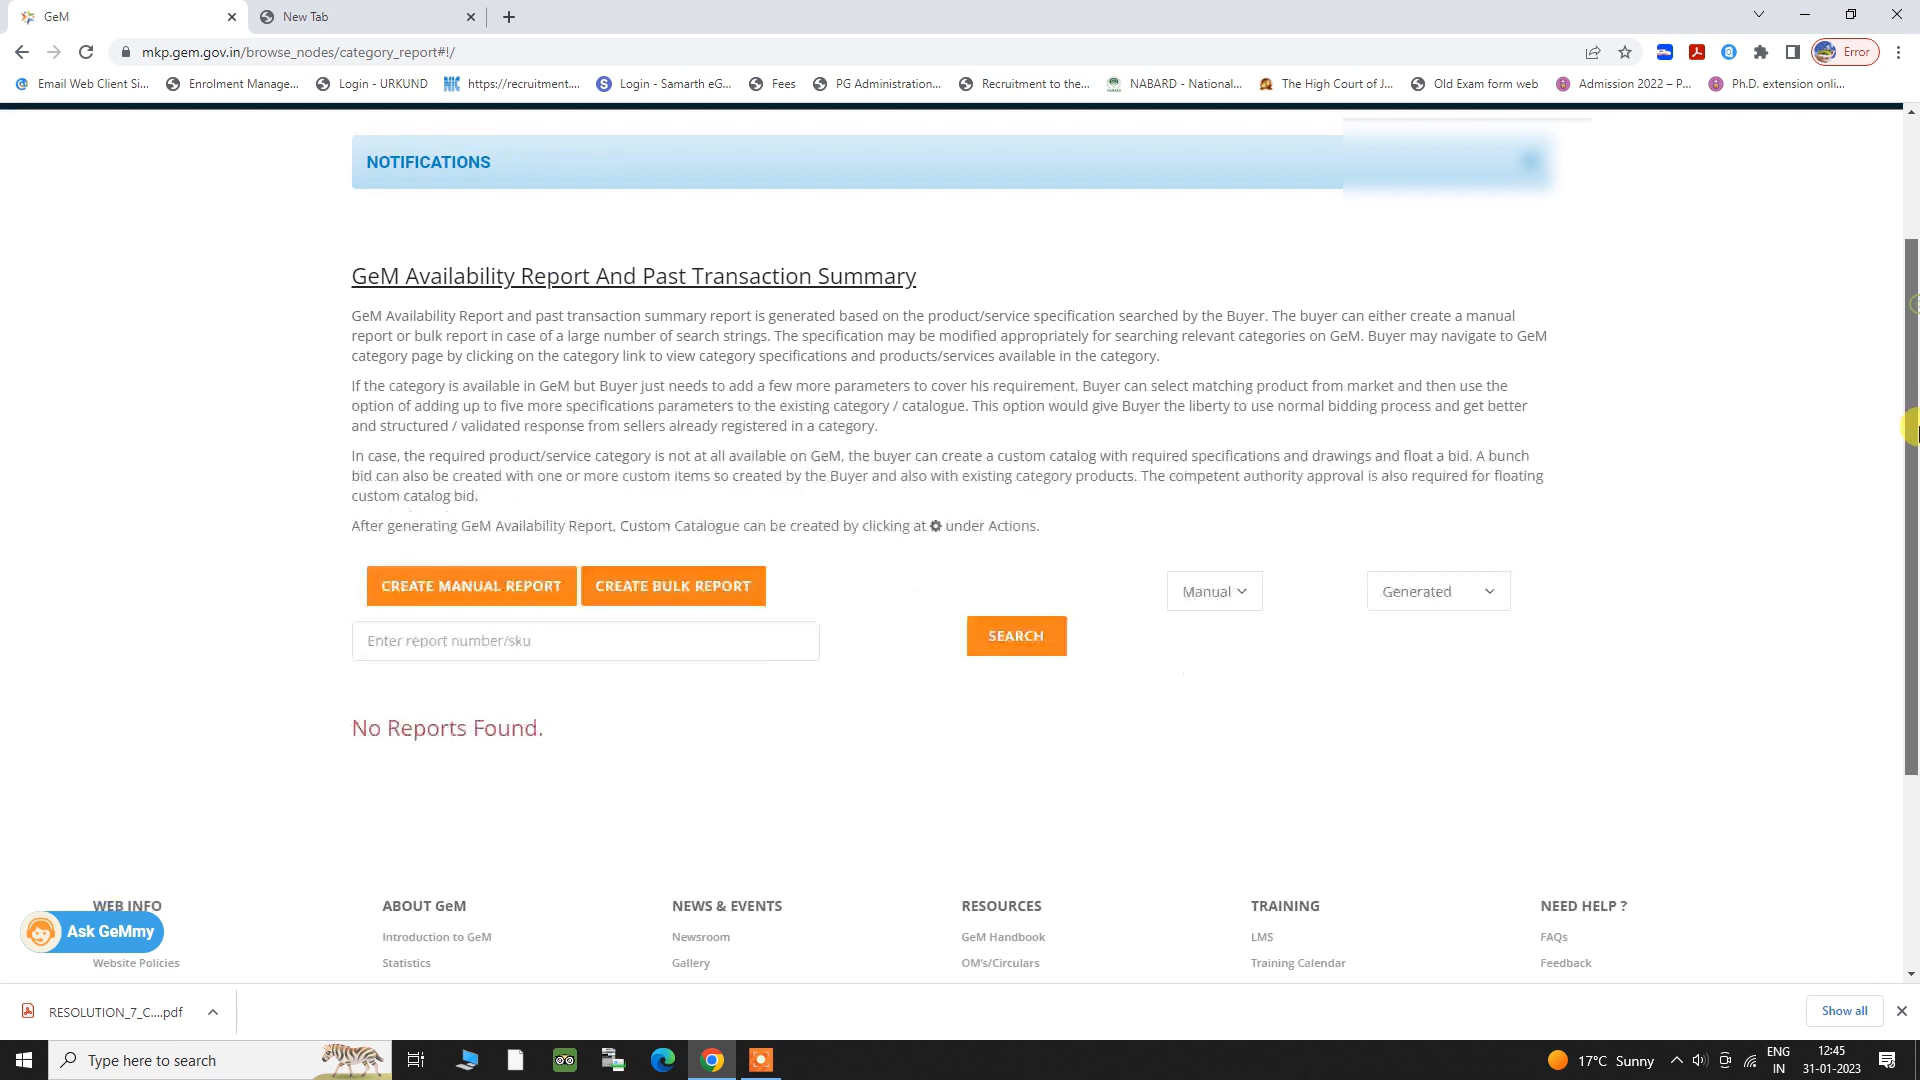 GeM
New Tab
mkp.gem.gov.in/browse_nodes/category_report#!/
Error
Email Web Client Si...
Enrolment Manage...
Login - URKUND
https://recruitment....
Login - Samarth eG...
Fees
PG Administration...
Recruitment to the...
NABARD - National...
The High Court of J...
Old Exam form web
Admission 2022 – P...
Ph.D. extension onli...
NOTIFICATIONS
GeM Availability Report And Past Transaction Summary
GeM Availability Report and past transaction summary report is generated based on the product/service specification searched by the Buyer. The buyer can either create a manual
report or bulk report in case of a large number of search strings. The specification may be modified appropriately for searching relevant categories on GeM. Buyer may navigate to GeM
category page by clicking on the category link to view category specifications and products/services available in the category.
If the category is available in GeM but Buyer just needs to add a few more parameters to cover his requirement, Buyer can select matching product from market and then use the
option of adding up to five more specifications parameters to the existing category / catalogue. This option would give Buyer the liberty to use normal bidding process and get better
and structured / validated response from sellers already registered in a category.
In case, the required product/service category is not at all available on GeM, the buyer can create a custom catalog with required specifications and drawings and float a bid. A bunch
bid can also be created with one or more custom items so created by the Buyer and also with existing category products. The competent authority approval is also required for floating
custom catalog bid.
After generating GeM Availability Report, Custom Catalogue can be created by clicking at under Actions.
CREATE MANUAL REPORT
CREATE BULK REPORT
Manual
Generated
Enter report number/sku
SEARCH
No Reports Found.
WEB INFO
ABOUT GeM
NEWS & EVENTS
RESOURCES
TRAINING
NEED HELP ?
Ask GeMmy
Introduction to GeM
Newsroom
GeM Handbook
LMS
FAQs
Website Policies
Statistics
Gallery
OM's/Circulars
Training Calendar
Feedback
RESOLUTION_7_C....pdf
Show all
Type here to search
17°C Sunny
ENG
IN
12:45
31-01-2023